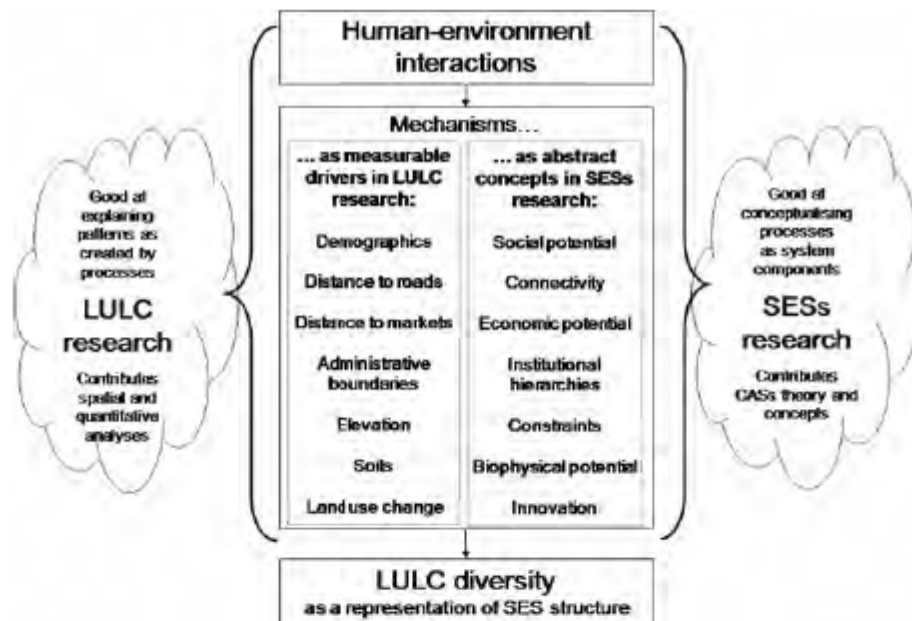 Human-environment
interactions
Mechanisms...
... as measurable
drivers in LULC
research:
Demographics
Distance to roads
Distance to markets
Administrative
boundaries
Elevation
Soils
Land use change
... as abstract
concepts in SESs
research:
Social potential
Connectivity
Economic potential
Institutional
hierarchies
Constraints
Biophysical potential
Innovation
Good at
explaining
patterns as
created by
processes
LULC
research
Contributes
spatial and
quantitative
analyses
Good at
conceptualising
processes
as system
components
SESs
research
Contributes
CASs theory and
concepts
LULC diversity
as a representation of SES structure